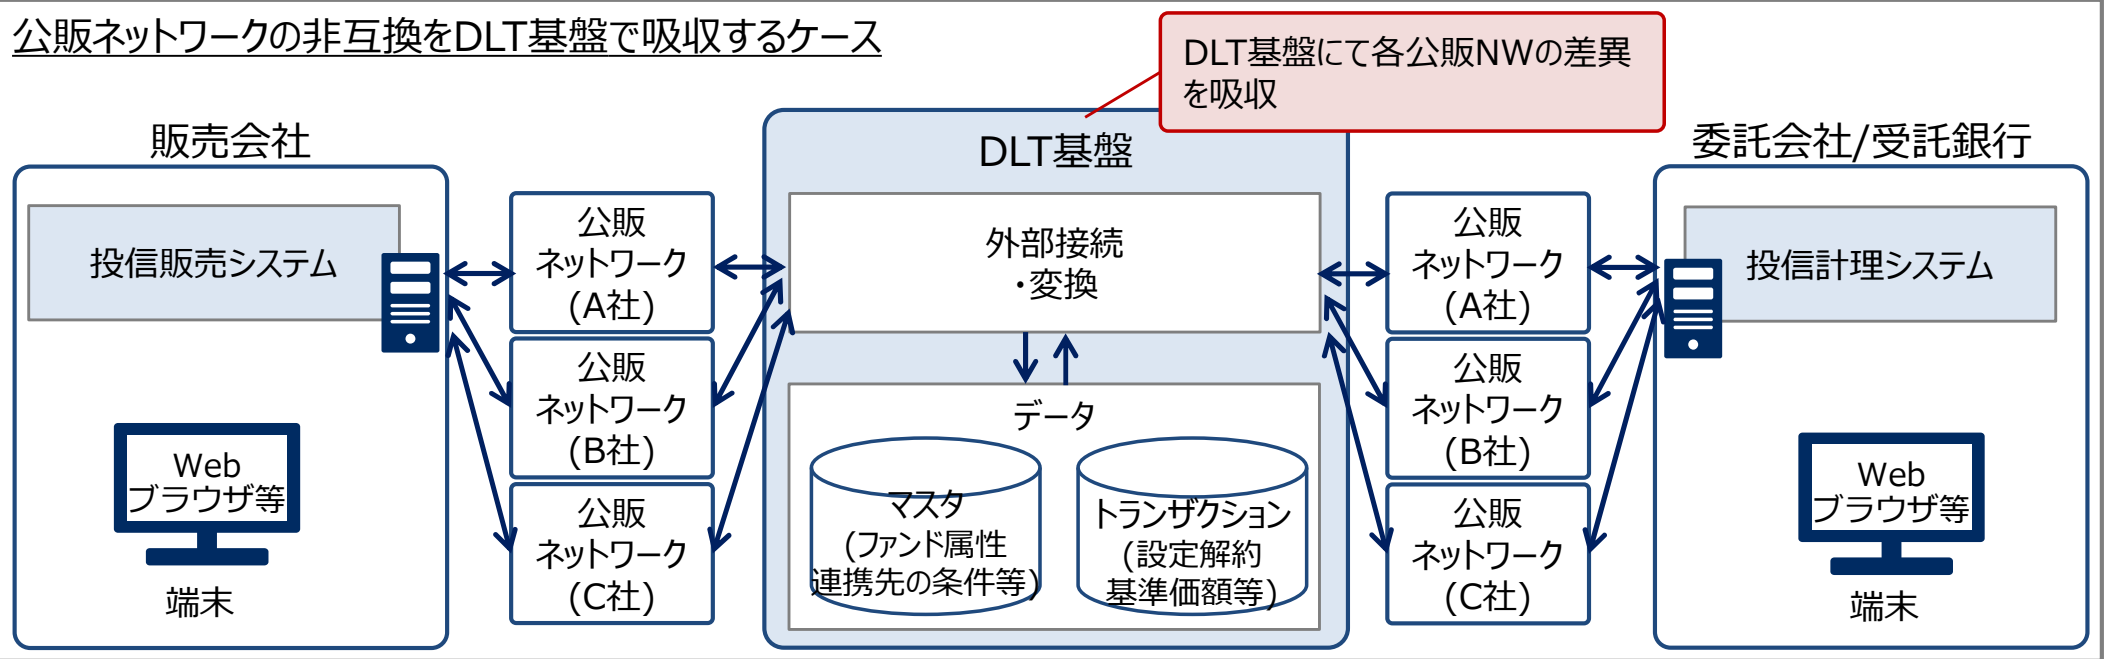 公販ネットワークの非互換をDLT基盤で吸収するケース
DLT基盤にて各公販NWの差異
を吸収
販売会社
投信販売システム
Web
ブラウザ等
端末
公販
ネットワーク
(A社)
公販
ネットワーク
(B社)
公販
ネットワーク
(C社)
DLT基盤
外部接続
・変換
データ
マスタ
(ファンド属性
連携先の条件等)
トランザクション
(設定解約
基準価額等)
公販
ネットワーク
(A社)
公販
ネットワーク
(B社)
公販
ネットワーク
(C社)
委託会社/受託銀行
投信計理システム
Web
ブラウザ等
端末